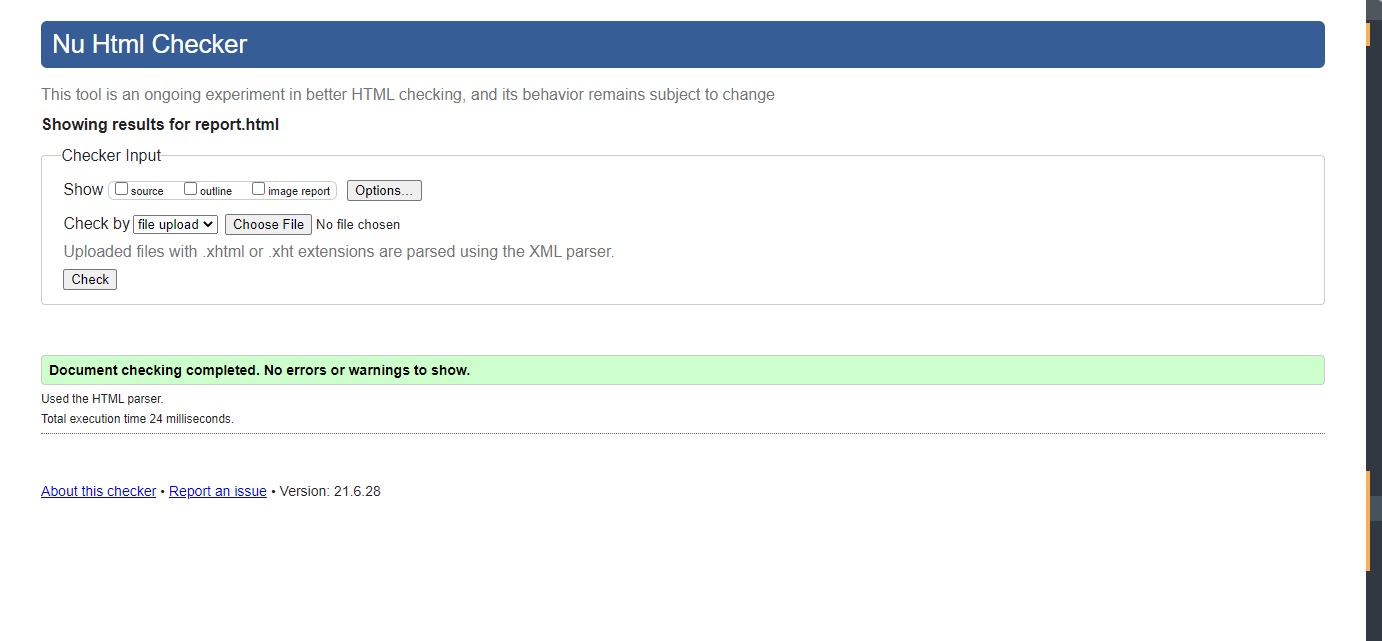 Nu Html Checker
This tool is an ongoing experiment in better HTML checking, and its behavior remains subject to change
Showing results for report.html
Checker Input
Show source outline image report Options...
Check by file upload Choose File No file chosen
Uploaded files with .xhtml or .xht extensions are parsed using the XML parser.
Check
Document checking completed. No errors or warnings to show.
Used the HTML parser.
Total execution time 24 milliseconds.
About this checker • Report an issue • Version: 21.6.28